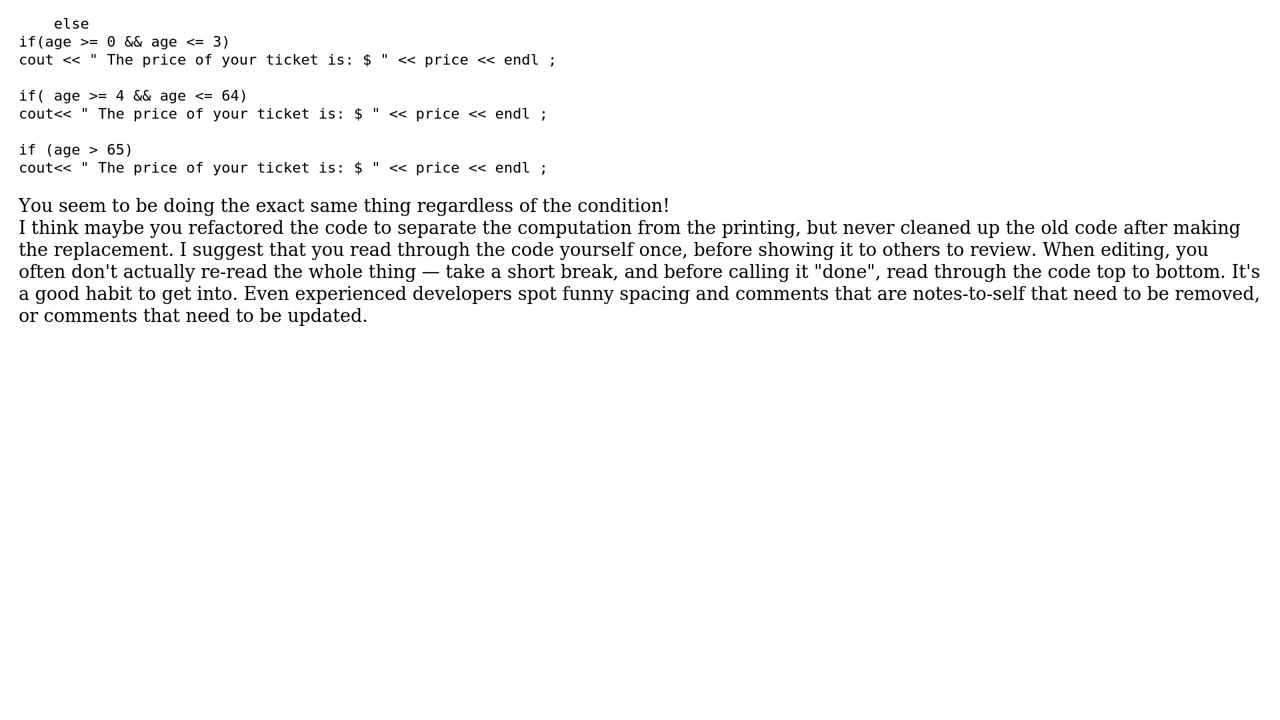 else
if(age >= 0 && age <= 3)
cout << " The price of your ticket is: $ " << price << endl ;
if( age >= 4 && age <= 64)
cout<< " The price of your ticket is: $ " << price << endl ;
if (age > 65)
cout<< " The price of your ticket is: $ " << price << endl ;
You seem to be doing the exact same thing regardless of the condition!
I think maybe you refactored the code to separate the computation from the printing, but never cleaned up the old code after making
the replacement. I suggest that you read through the code yourself once, before showing it to others to review. When editing, you
often don't actually re-read the whole thing — take a short break, and before calling it "done", read through the code top to bottom. It's
a good habit to get into. Even experienced developers spot funny spacing and comments that are notes-to-self that need to be removed,
or comments that need to be updated.